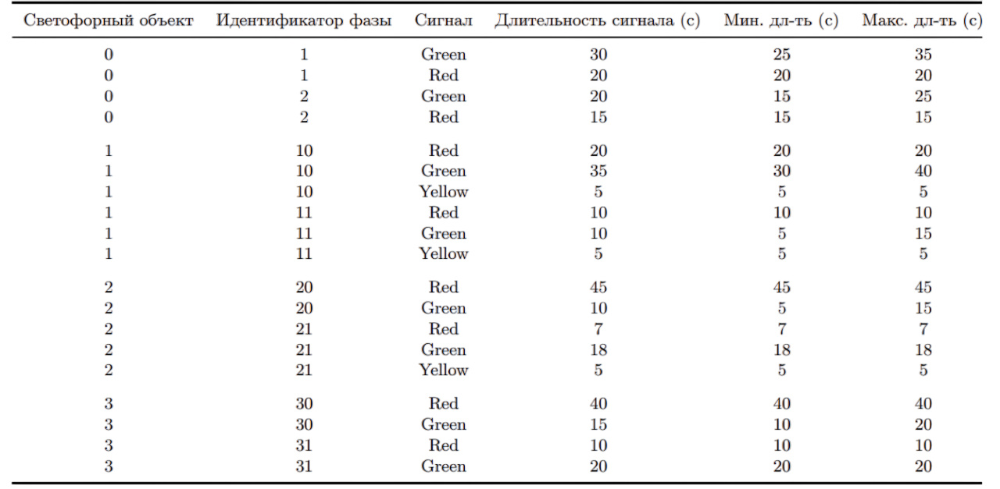 Светофорный объект Идентификатор фазы Сигнал Длительность сигнала (с) Мин. дл-ть (с) Макс. дл-ть (с)
0 1 Green 30 25 35
0 1 Red 20 20 20
0 2 Green 20 15 25
0 2 Red 15 15 15
1 10 Red 20 20 20
1 10 Green 35 30 40
1 10 Yellow 5 5 5
1 11 Red 10 10 10
1 11 Green 10 5 15
1 11 Yellow 5 5 5
2 20 Red 45 45 45
2 20 Green 10 5 15
2 21 Red 7 7 7
2 21 Green 18 18 18
2 21 Yellow 5 5 5
3 30 Red 40 40 40
3 30 Green 15 10 20
3 31 Red 10 10 10
3 31 Green 20 20 20